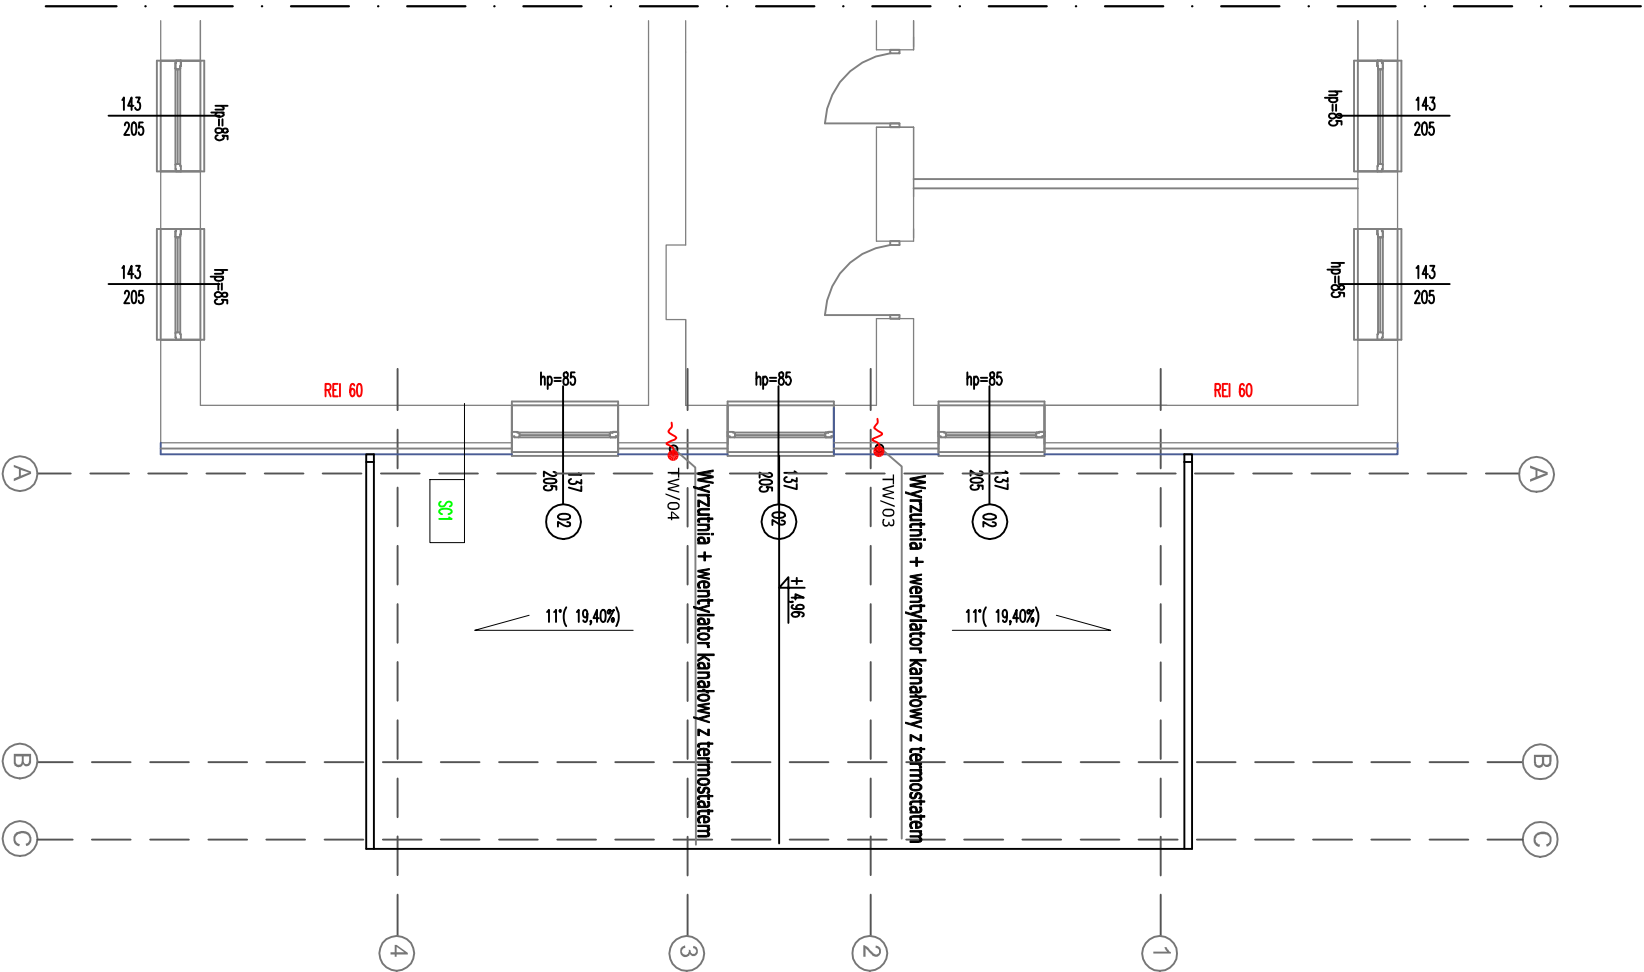 143
205
hp=85
hp=85
143
205
143
205
hp=85
hp=85
143
205
REI 60
hp=85
hp=85
hp=85
REI 60
A
137
205
02
SC1
TW/04
Wyrzutnia + wentylator kanałowy z termostatem
137
205
02
TW/03
Wyrzutnia + wentylator kanałowy z termostatem
137
205
02
A
+4,96
11°( 19,40%)
11°( 19,40%)
B
B
C
C
4
3
2
1